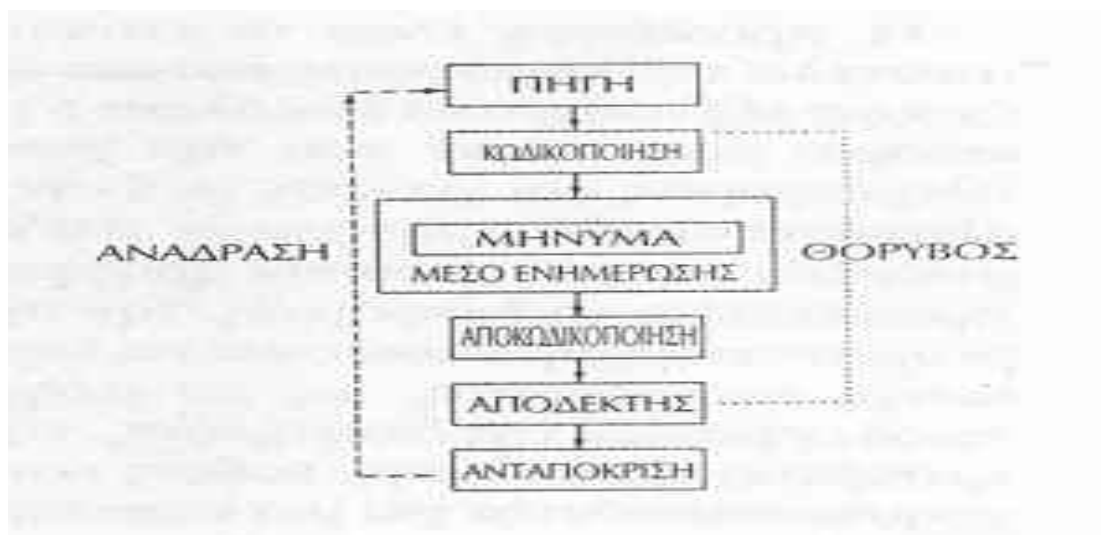 ΠΗΓΗ
ΚΩΔΙΚΟΠΟΙΗΣΗ
ΜΗΝΥΜΑ
ΑΝΑΔΡΑΣΗ
ΘΟΡΥΒΟΣ
ΜΕΣΟ ΕΝΗΜΕΡΩΣΗΣ
ΑΠΟΚΩΔΙΚΟΠΟΙΗΣΗ
ΑΠΟΔΕΚΤΗΣ
ΑΝΤΑΠΟΚΡΙΣΗ